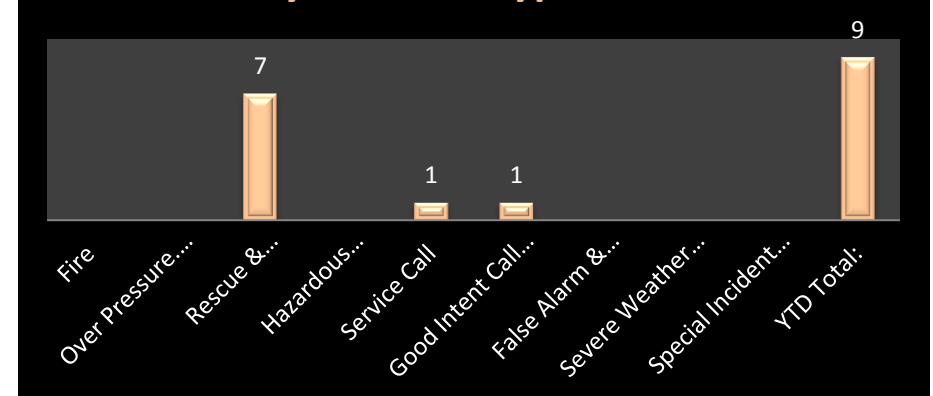 9
7
1
1
Fire
Over Pressure....
Rescue &...
Hazardous...
Service Call
Good Intent Call...
False Alarm &...
Severe Weather...
Special Incident...
YTD Total: